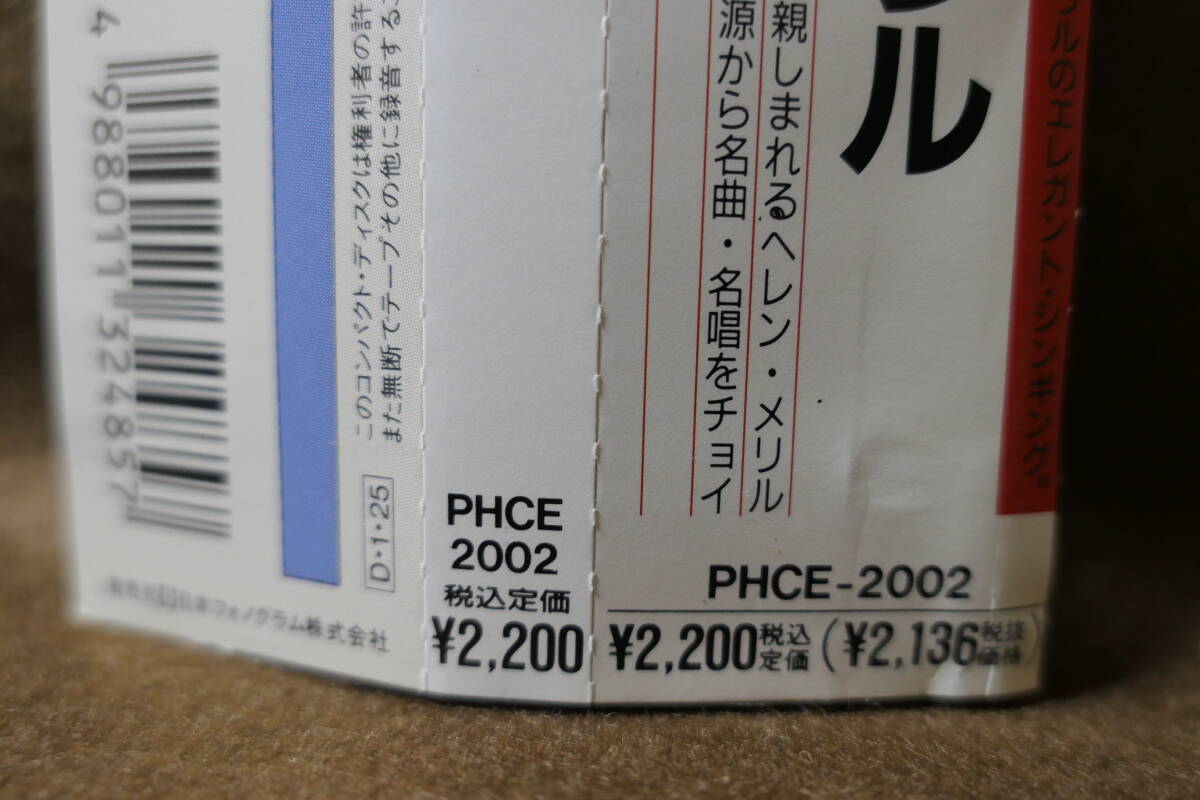 ルのエレガント・シンギング。
ル
親しまれるヘレン・メリル
源から名曲・名唱をチョイ
PHCE-2002
¥2,200税込定価(¥2,136税抜価格)
PHCE
2002
税込定価
¥2,200
このコンパクト・ディスクは権利者の許
また無断でテープその他に録音する
D・1・25
日本フォノグラム株式会社
4 988011 324857